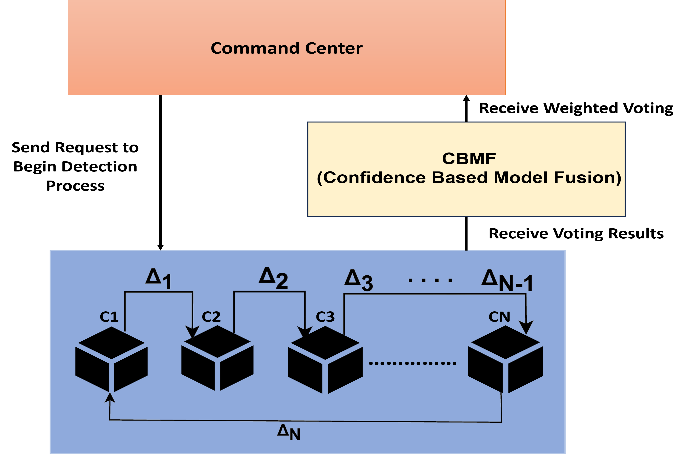 Command Center
Receive Weighted Voting
Send Request to
Begin Detection
Process
CBMF
(Confidence Based Model Fusion)
Receive Voting Results
Δ1 Δ2 Δ3 . . . . ΔN-1
C1 C2 C3 CN
ΔN